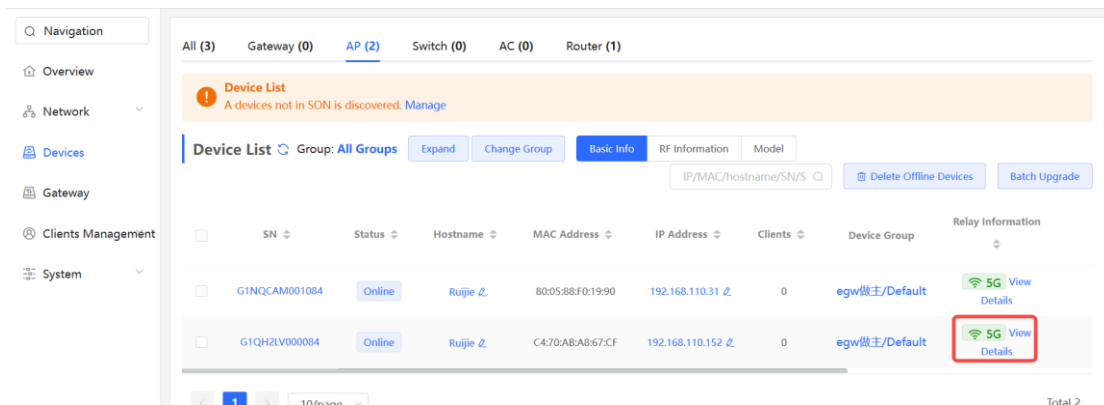 Navigation
Overview
Network
Devices
Gateway
Clients Management
System
All (3) Gateway (0) AP (2) Switch (0) AC (0) Router (1)
Device List
A devices not in SON is discovered. Manage
Device List Group: All Groups Expand Change Group Basic Info RF Information Model
IP/MAC/hostname/SN/S Delete Offline Devices Batch Upgrade
SN Status Hostname MAC Address IP Address Clients Device Group Relay Information
G1NQCAM001084 Online Ruijie 80:05:88:F0:19:90 192.168.110.31 0 egw做主/Default 5G View
Details
G1QH2LV000084 Online Ruijie C4:70:AB:A8:67:CF 192.168.110.152 0 egw做主/Default 5G View
Details
1 10/page Total 2